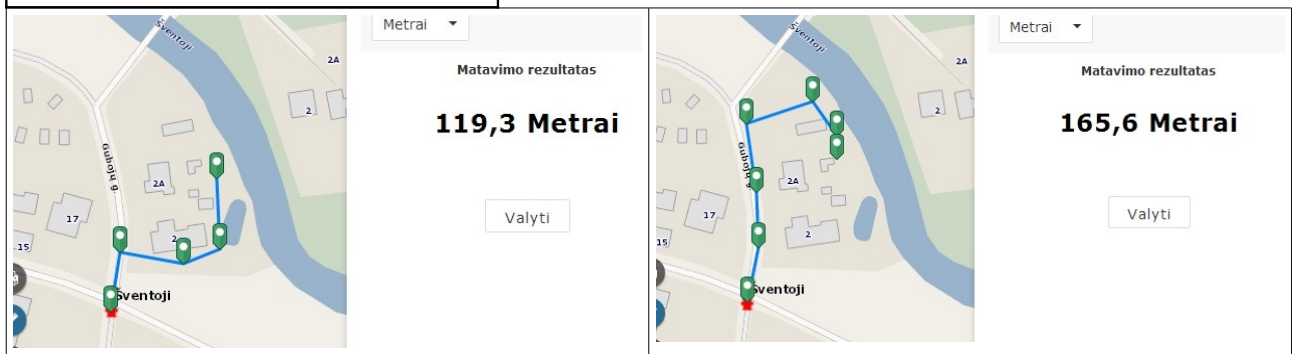 Metrai
Matavimo rezultatas
119,3 Metrai
Valyti
Šventoji
2A
2
Gubojų g.
2A
17
2
15
Šventoji
Metrai
Matavimo rezultatas
165,6 Metrai
Valyti
Šventoji
2A
2
Gubojų g.
2A
17
2
15
Šventoji